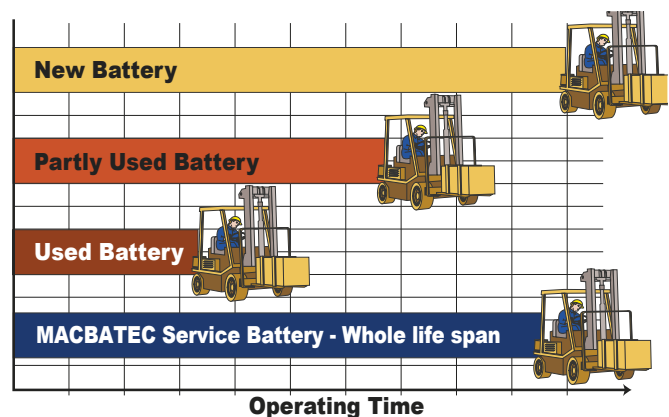 New Battery
Partly Used Battery
Used Battery
MACBATEC Service Battery - Whole life span
Operating Time